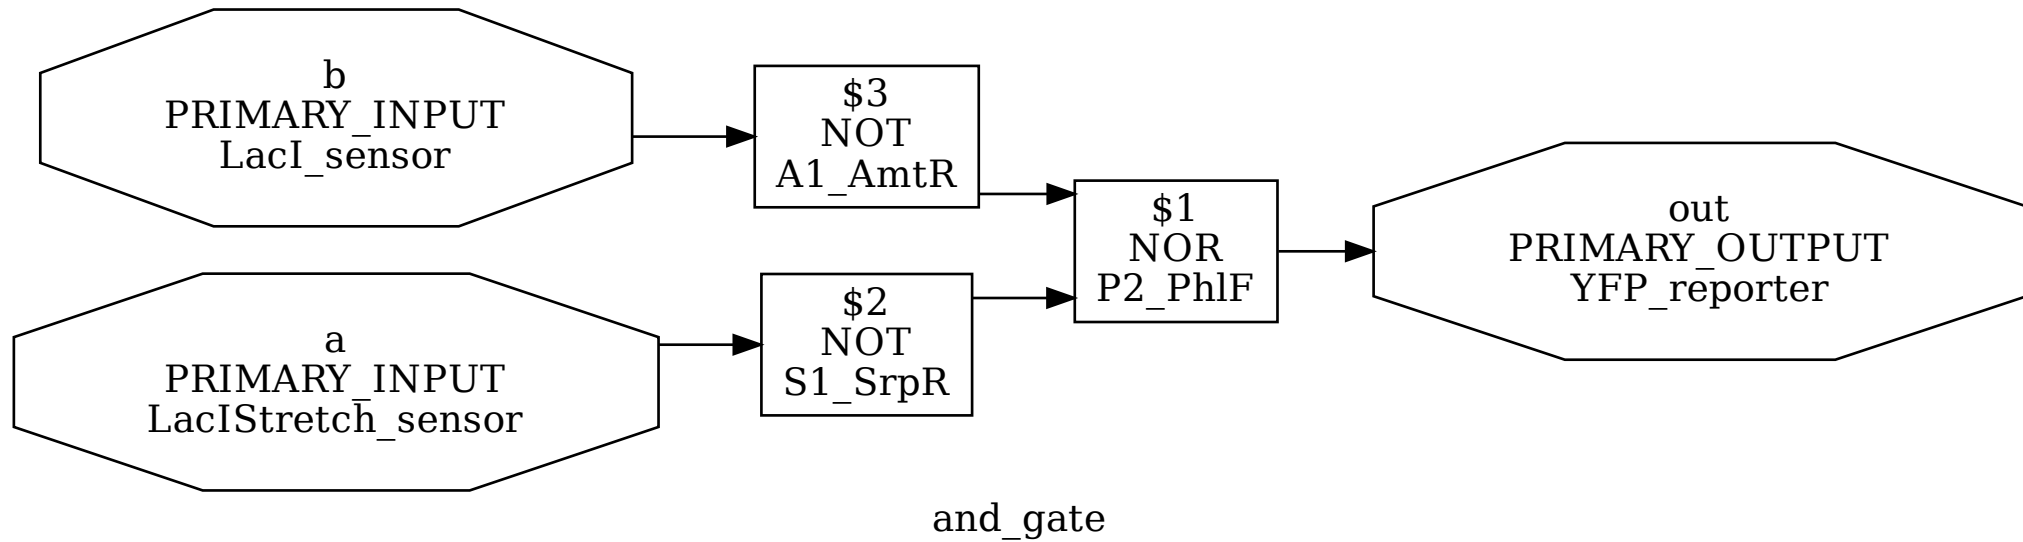 b
PRIMARY_INPUT
LacI_sensor
$3
NOT
A1_AmtR
a
PRIMARY_INPUT
LacIStretch_sensor
$2
NOT
S1_SrpR
$1
NOR
P2_PhlF
out
PRIMARY_OUTPUT
YFP_reporter
and_gate